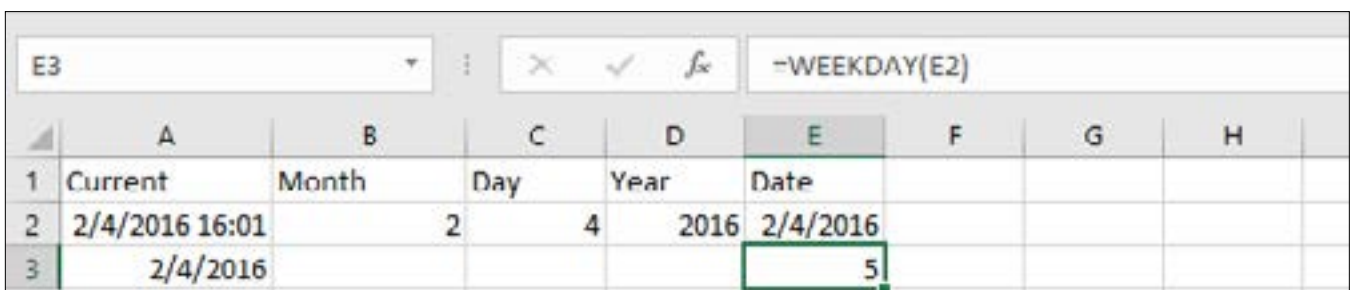 E3 fx =WEEKDAY(E2)
A B C D E F G H
1 Current Month Day Year Date
2 2/4/2016 16:01 2 4 2016 2/4/2016
3 2/4/2016 5